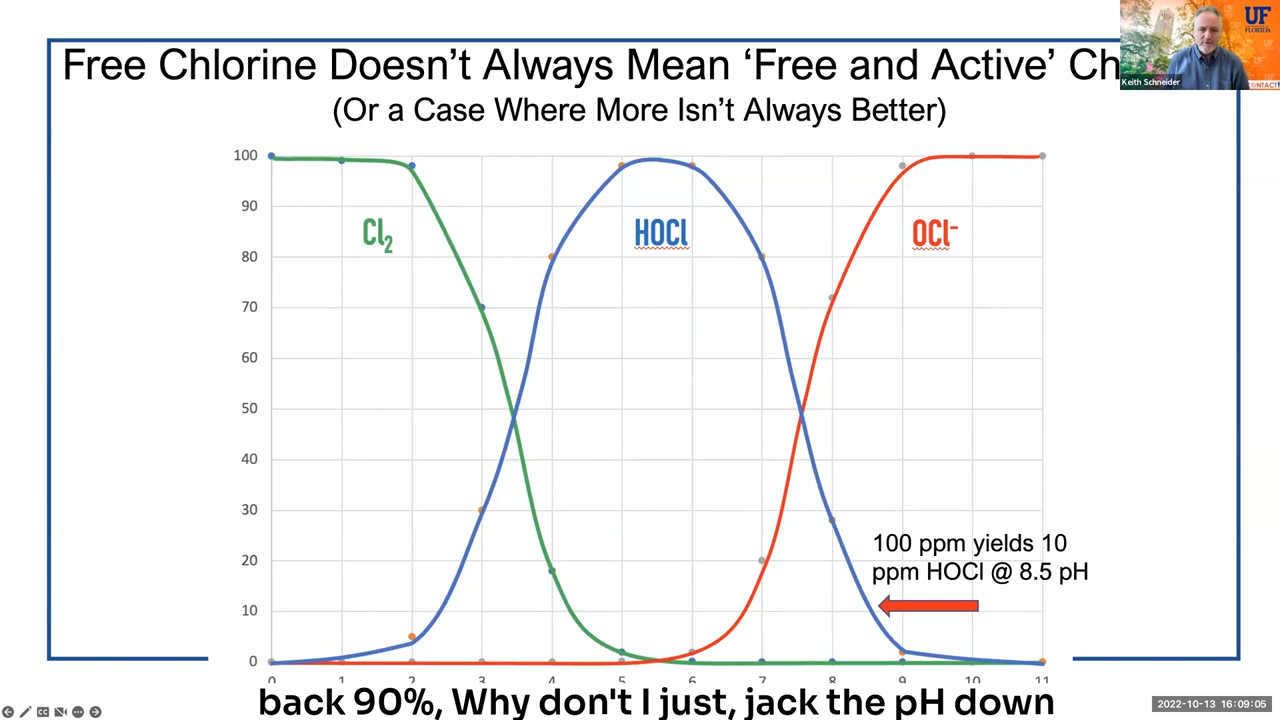 Free Chlorine Doesn't Always Mean ‘Free and Active’ Ch
(Or a Case Where More Isn't Always Better)
UF
FLORIDA
Keith Schneider
100
90
80
70
60
50
40
30
20
10
0
Cl₂
HOCl
OCl⁻
100 ppm yields 10
ppm HOCl @ 8.5 pH
0 1 2 3 4 5 6 7 8 9 10 11
back 90%, Why don't I just, jack the pH down
2022-10-13 16:09:05